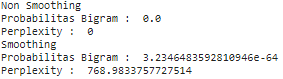 Non Smoothing
Probabilitas Bigram :  0.0
Perplexity :  0
Smoothing
Probabilitas Bigram :  3.2346483592810946e-64
Perplexity :  768.9833757727514